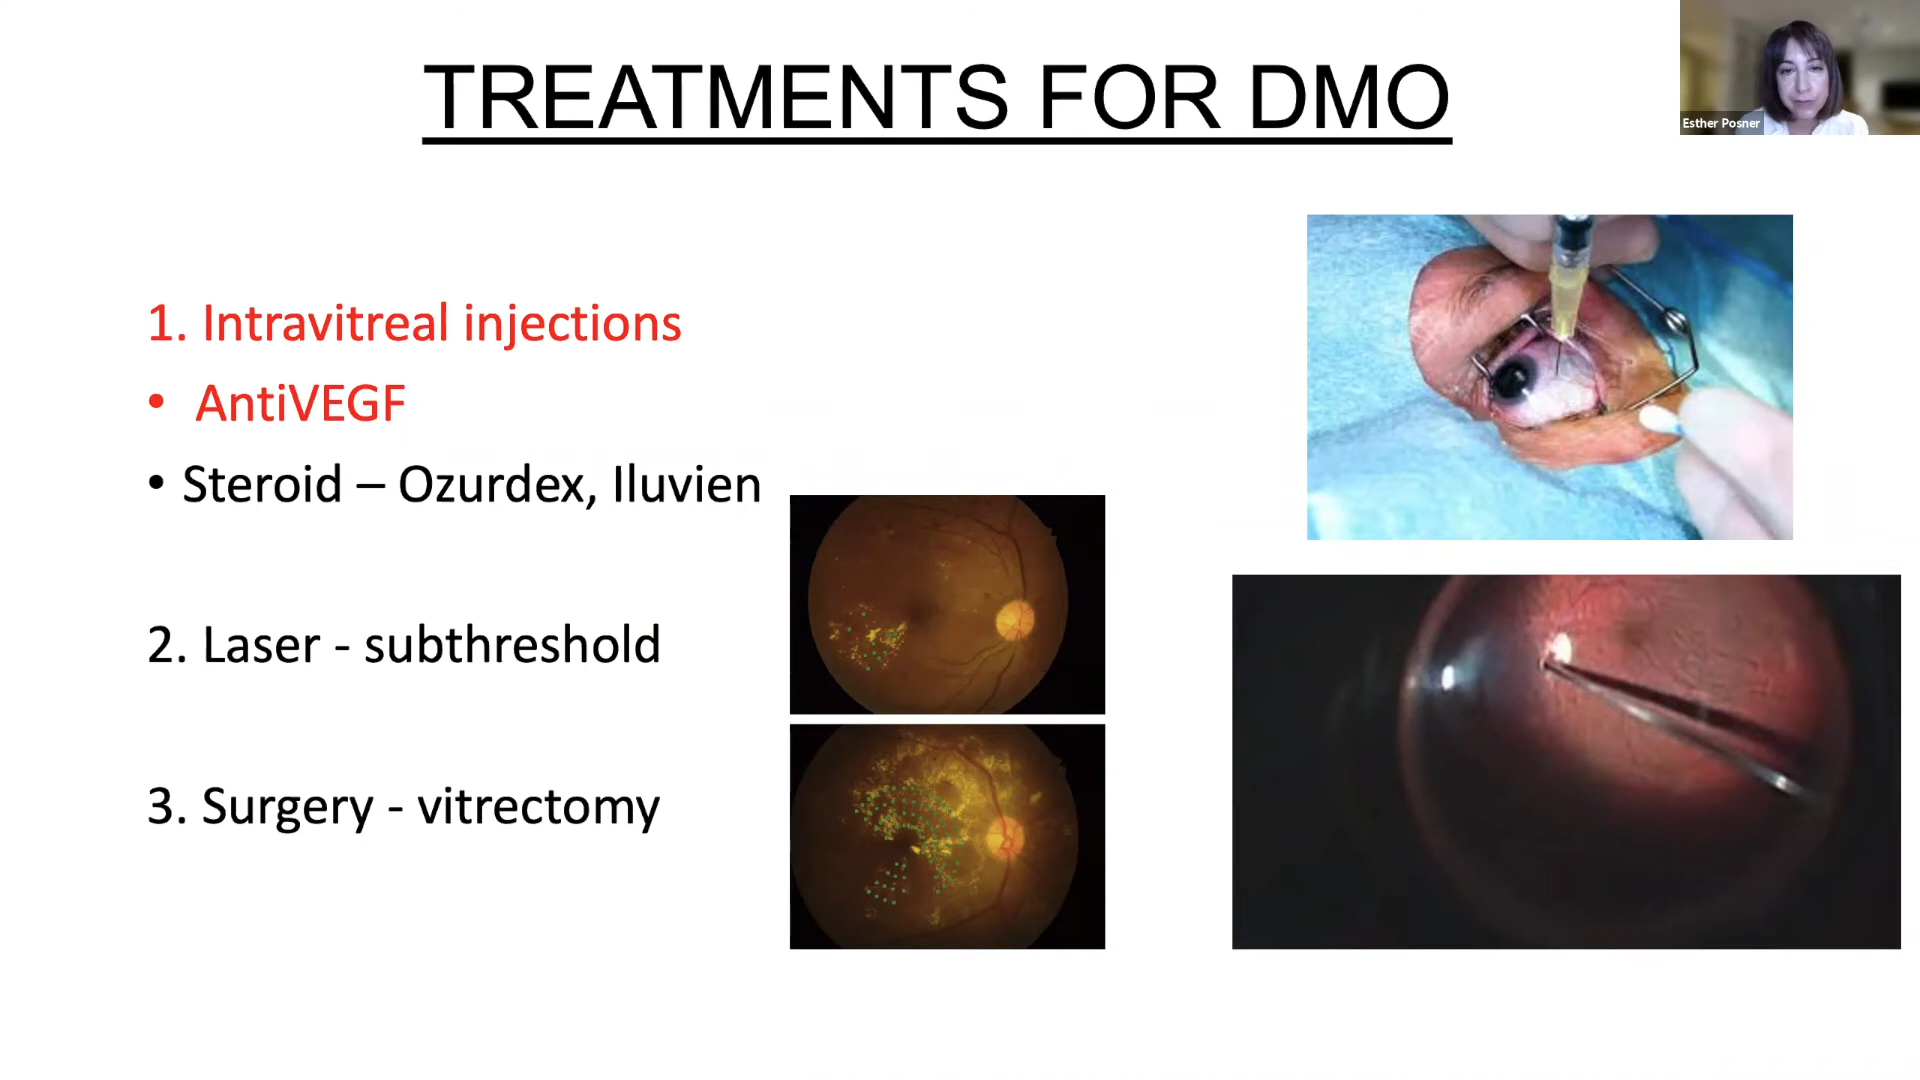 TREATMENTS FOR DMO
Esther Posner
1. Intravitreal injections
• AntiVEGF
• Steroid – Ozurdex, Iluvien
2. Laser - subthreshold
3. Surgery - vitrectomy